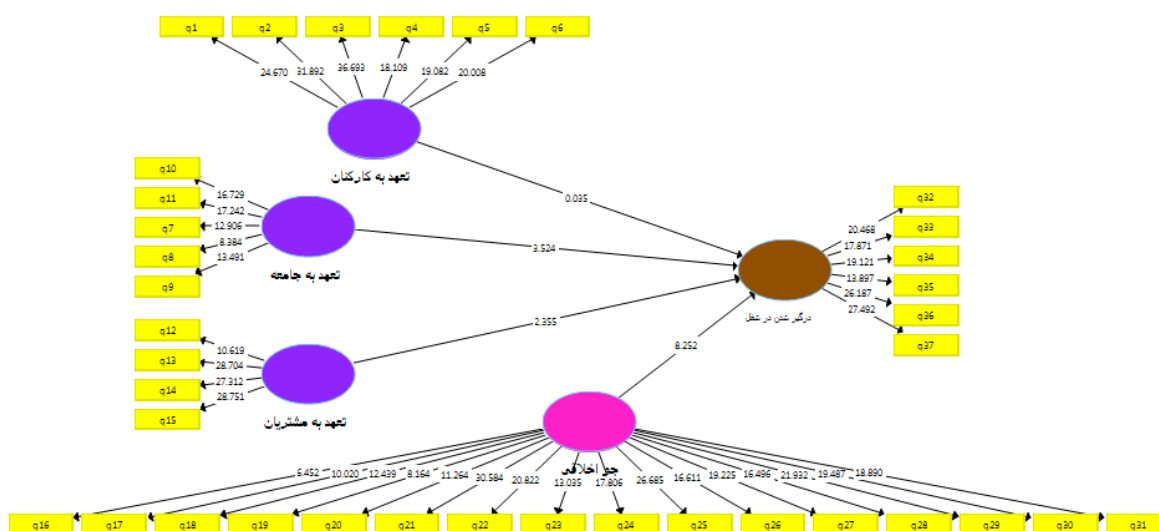 q1 q2 q3 q4 q5 q6
24.670 31.892 36.693 18.109 19.082 20.008
تعهد به کارکنان
0.035
q10
q11
q7
q8
q9
16.729
17.242
12.906
8.384
13.491
تعهد به جامعه
3.524
q12
q13
q14
q15
10.619
28.704
27.312
28.751
تعهد به مشتریان
2.355
q32
q33
q34
q35
q36
q37
20.468
17.871
19.121
13.897
26.187
27.492
درگیر شدن در شغل
8.252
جو اخلاقی
6.452 10.020 12.439 8.164 11.264 30.584 20.822 13.035 17.806 26.685 16.611 19.225 16.496 21.932 19.487 18.890
q16 q17 q18 q19 q20 q21 q22 q23 q24 q25 q26 q27 q28 q29 q30 q31